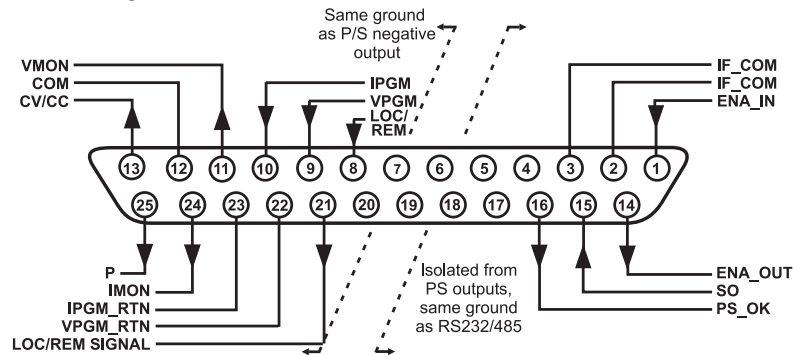 Same ground
as P/S negative
output
VMON
COM
CV/CC
IPGM
VPGM
LOC/
REM
IF_COM
IF_COM
ENA_IN
13 12 11 10 9 8 7 6 5 4 3 2 1
25 24 23 22 21 20 19 18 17 16 15 14
P
IMON
IPGM_RTN
VPGM_RTN
LOC/REM SIGNAL
Isolated from
PS outputs,
same ground
as RS232/485
ENA_OUT
SO
PS_OK